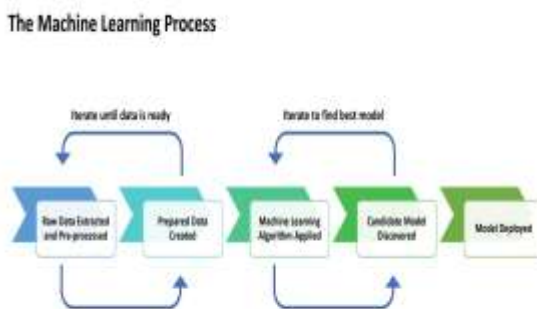 The Machine Learning Process
Iterate until data is ready
Iterate to find best model
Raw Data Extracted
and Pre-processed
Prepared Data
Created
Machine Learning
Algorithm Applied
Candidate Model
Discovered
Model Deployed